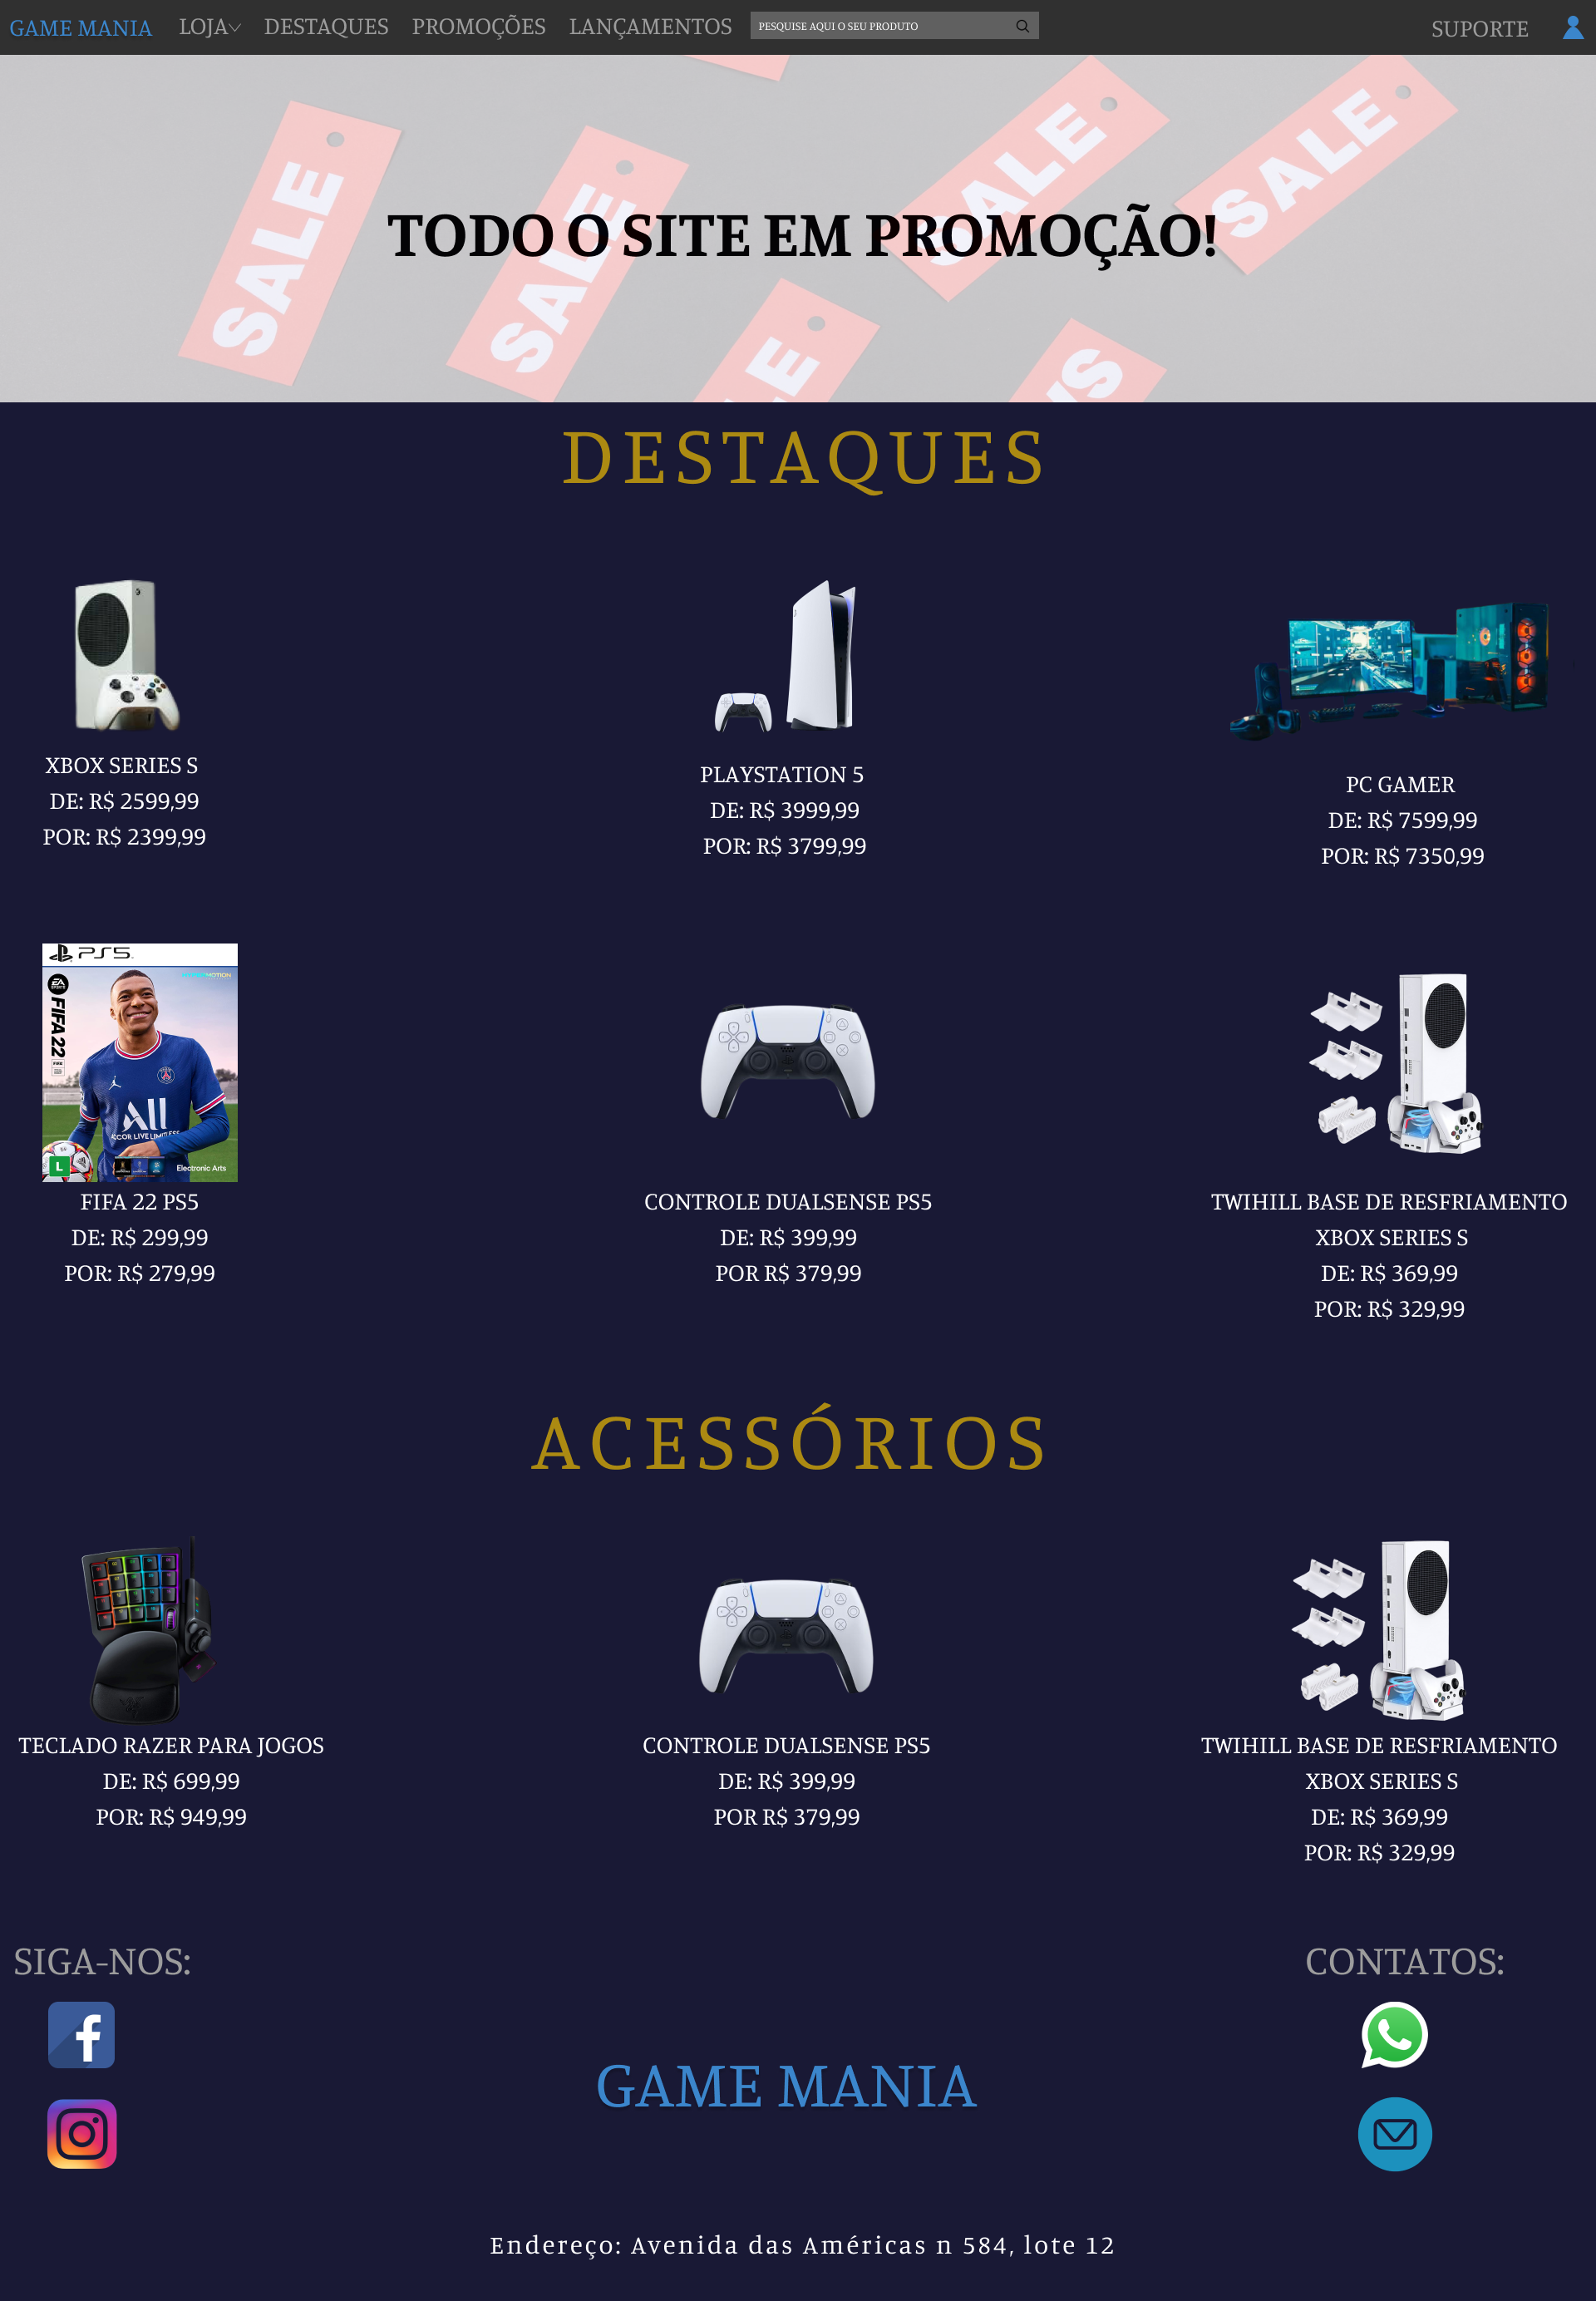 GAME MANIA
LOJA
DESTAQUES
PROMOÇÕES
LANÇAMENTOS
PESQUISE AQUI O SEU PRODUTO
SUPORTE
SALE
SALE
SALE
SALE
TODO O SITE EM PROMOÇÃO!
DESTAQUES
XBOX SERIES S
DE: R$ 2599,99
POR: R$ 2399,99
PLAYSTATION 5
DE: R$ 3999,99
POR: R$ 3799,99
PC GAMER
DE: R$ 7599,99
POR: R$ 7350,99
PS5
EA SPORTS
FIFA 22
All
ACCOR LIVE LIMITLESS
L
Electronic Arts
FIFA 22 PS5
DE: R$ 299,99
POR: R$ 279,99
CONTROLE DUALSENSE PS5
DE: R$ 399,99
POR R$ 379,99
TWIHILL BASE DE RESFRIAMENTO
XBOX SERIES S
DE: R$ 369,99
POR: R$ 329,99
ACESSÓRIOS
TECLADO RAZER PARA JOGOS
DE: R$ 699,99
POR: R$ 949,99
CONTROLE DUALSENSE PS5
DE: R$ 399,99
POR R$ 379,99
TWIHILL BASE DE RESFRIAMENTO
XBOX SERIES S
DE: R$ 369,99
POR: R$ 329,99
SIGA-NOS:
CONTATOS:
GAME MANIA
Endereço: Avenida das Américas n 584, lote 12